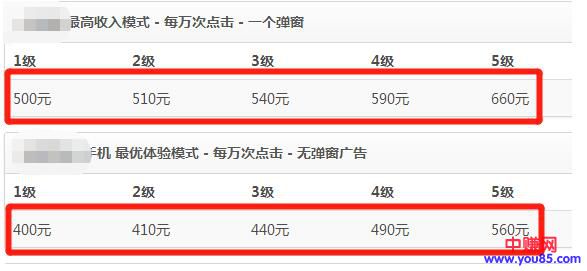 最高收入模式 - 每万次点击 - 一个弹窗
1级 2级 3级 4级 5级
500元 510元 540元 590元 660元
手机 最优体验模式 - 每万次点击 - 无弹窗广告
1级 2级 3级 4级 5级
400元 410元 440元 490元 560元
中赚网
www.you85.com